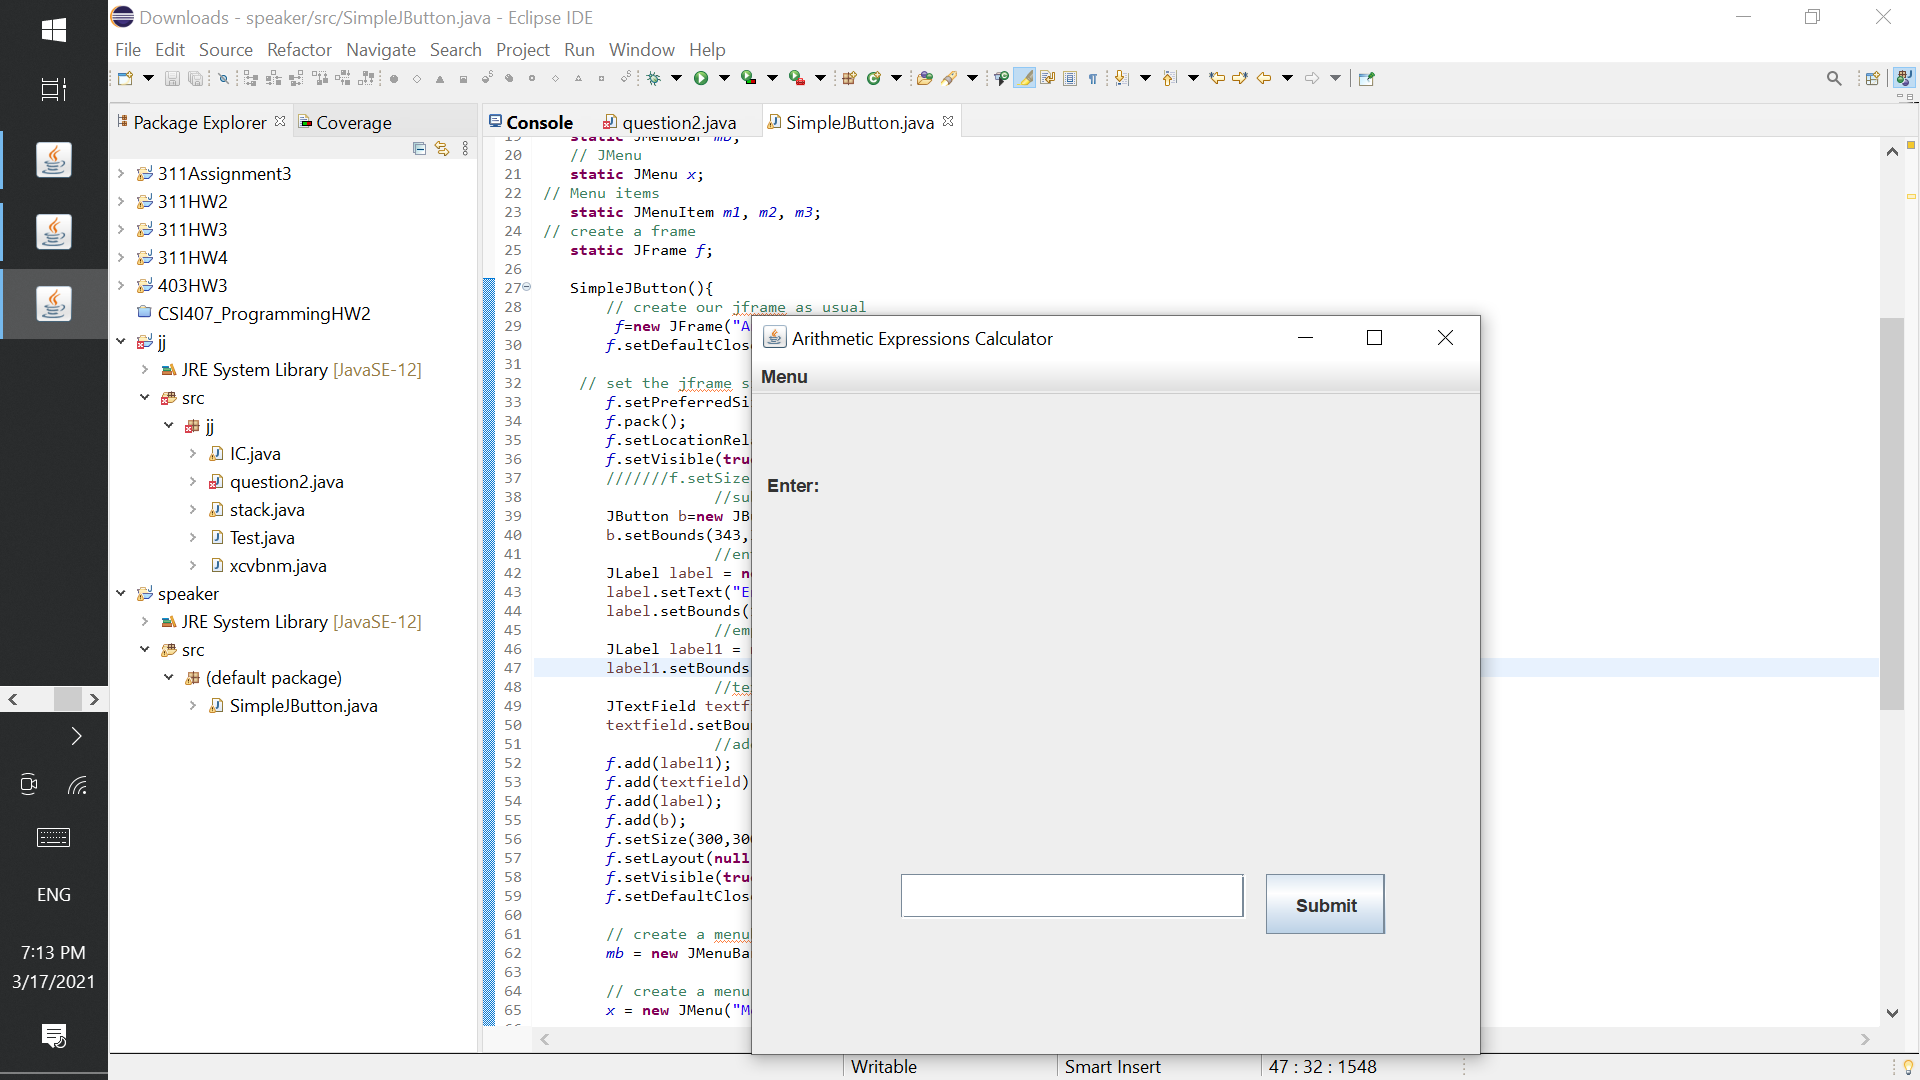 Downloads - speaker/src/SimpleJButton.java - Eclipse IDE
File Edit Source Refactor Navigate Search Project Run Window Help
Package Explorer
Coverage
Console
question2.java
SimpleJButton.java
311Assignment3
311HW2
311HW3
311HW4
403HW3
CSI407_ProgrammingHW2
jj
JRE System Library [JavaSE-12]
src
jj
IC.java
question2.java
stack.java
Test.java
xcvbnm.java
speaker
JRE System Library [JavaSE-12]
src
(default package)
SimpleJButton.java
19 static JMenuBar mb;
20 // JMenu
21 static JMenu x;
22 // Menu items
23 static JMenuItem m1, m2, m3;
24 // create a frame
25 static JFrame f;
26
27 SimpleJButton(){
28 // create our jframe as usual
29 f=new JFrame("A
30 f.setDefaultClos
31
32 // set the jframe s
33 f.setPreferredSi
34 f.pack();
35 f.setLocationRel
36 f.setVisible(tru
37 ///////f.setSize
38 //su
39 JButton b=new JB
40 b.setBounds(343,
41 //en
42 JLabel label = n
43 label.setText("E
44 label.setBounds(
45 //em
46 JLabel label1 =
47 label1.setBounds
48 //te
49 JTextField textf
50 textfield.setBou
51 //ad
52 f.add(label1);
53 f.add(textfield)
54 f.add(label);
55 f.add(b);
56 f.setSize(300,30
57 f.setLayout(null
58 f.setVisible(tru
59 f.setDefaultClos
60
61 // create a menu
62 mb = new JMenuBa
63
64 // create a menu
65 x = new JMenu("M
Arithmetic Expressions Calculator
Menu
Enter:
Submit
ENG
7:13 PM
3/17/2021
Writable
Smart Insert
47 : 32 : 1548